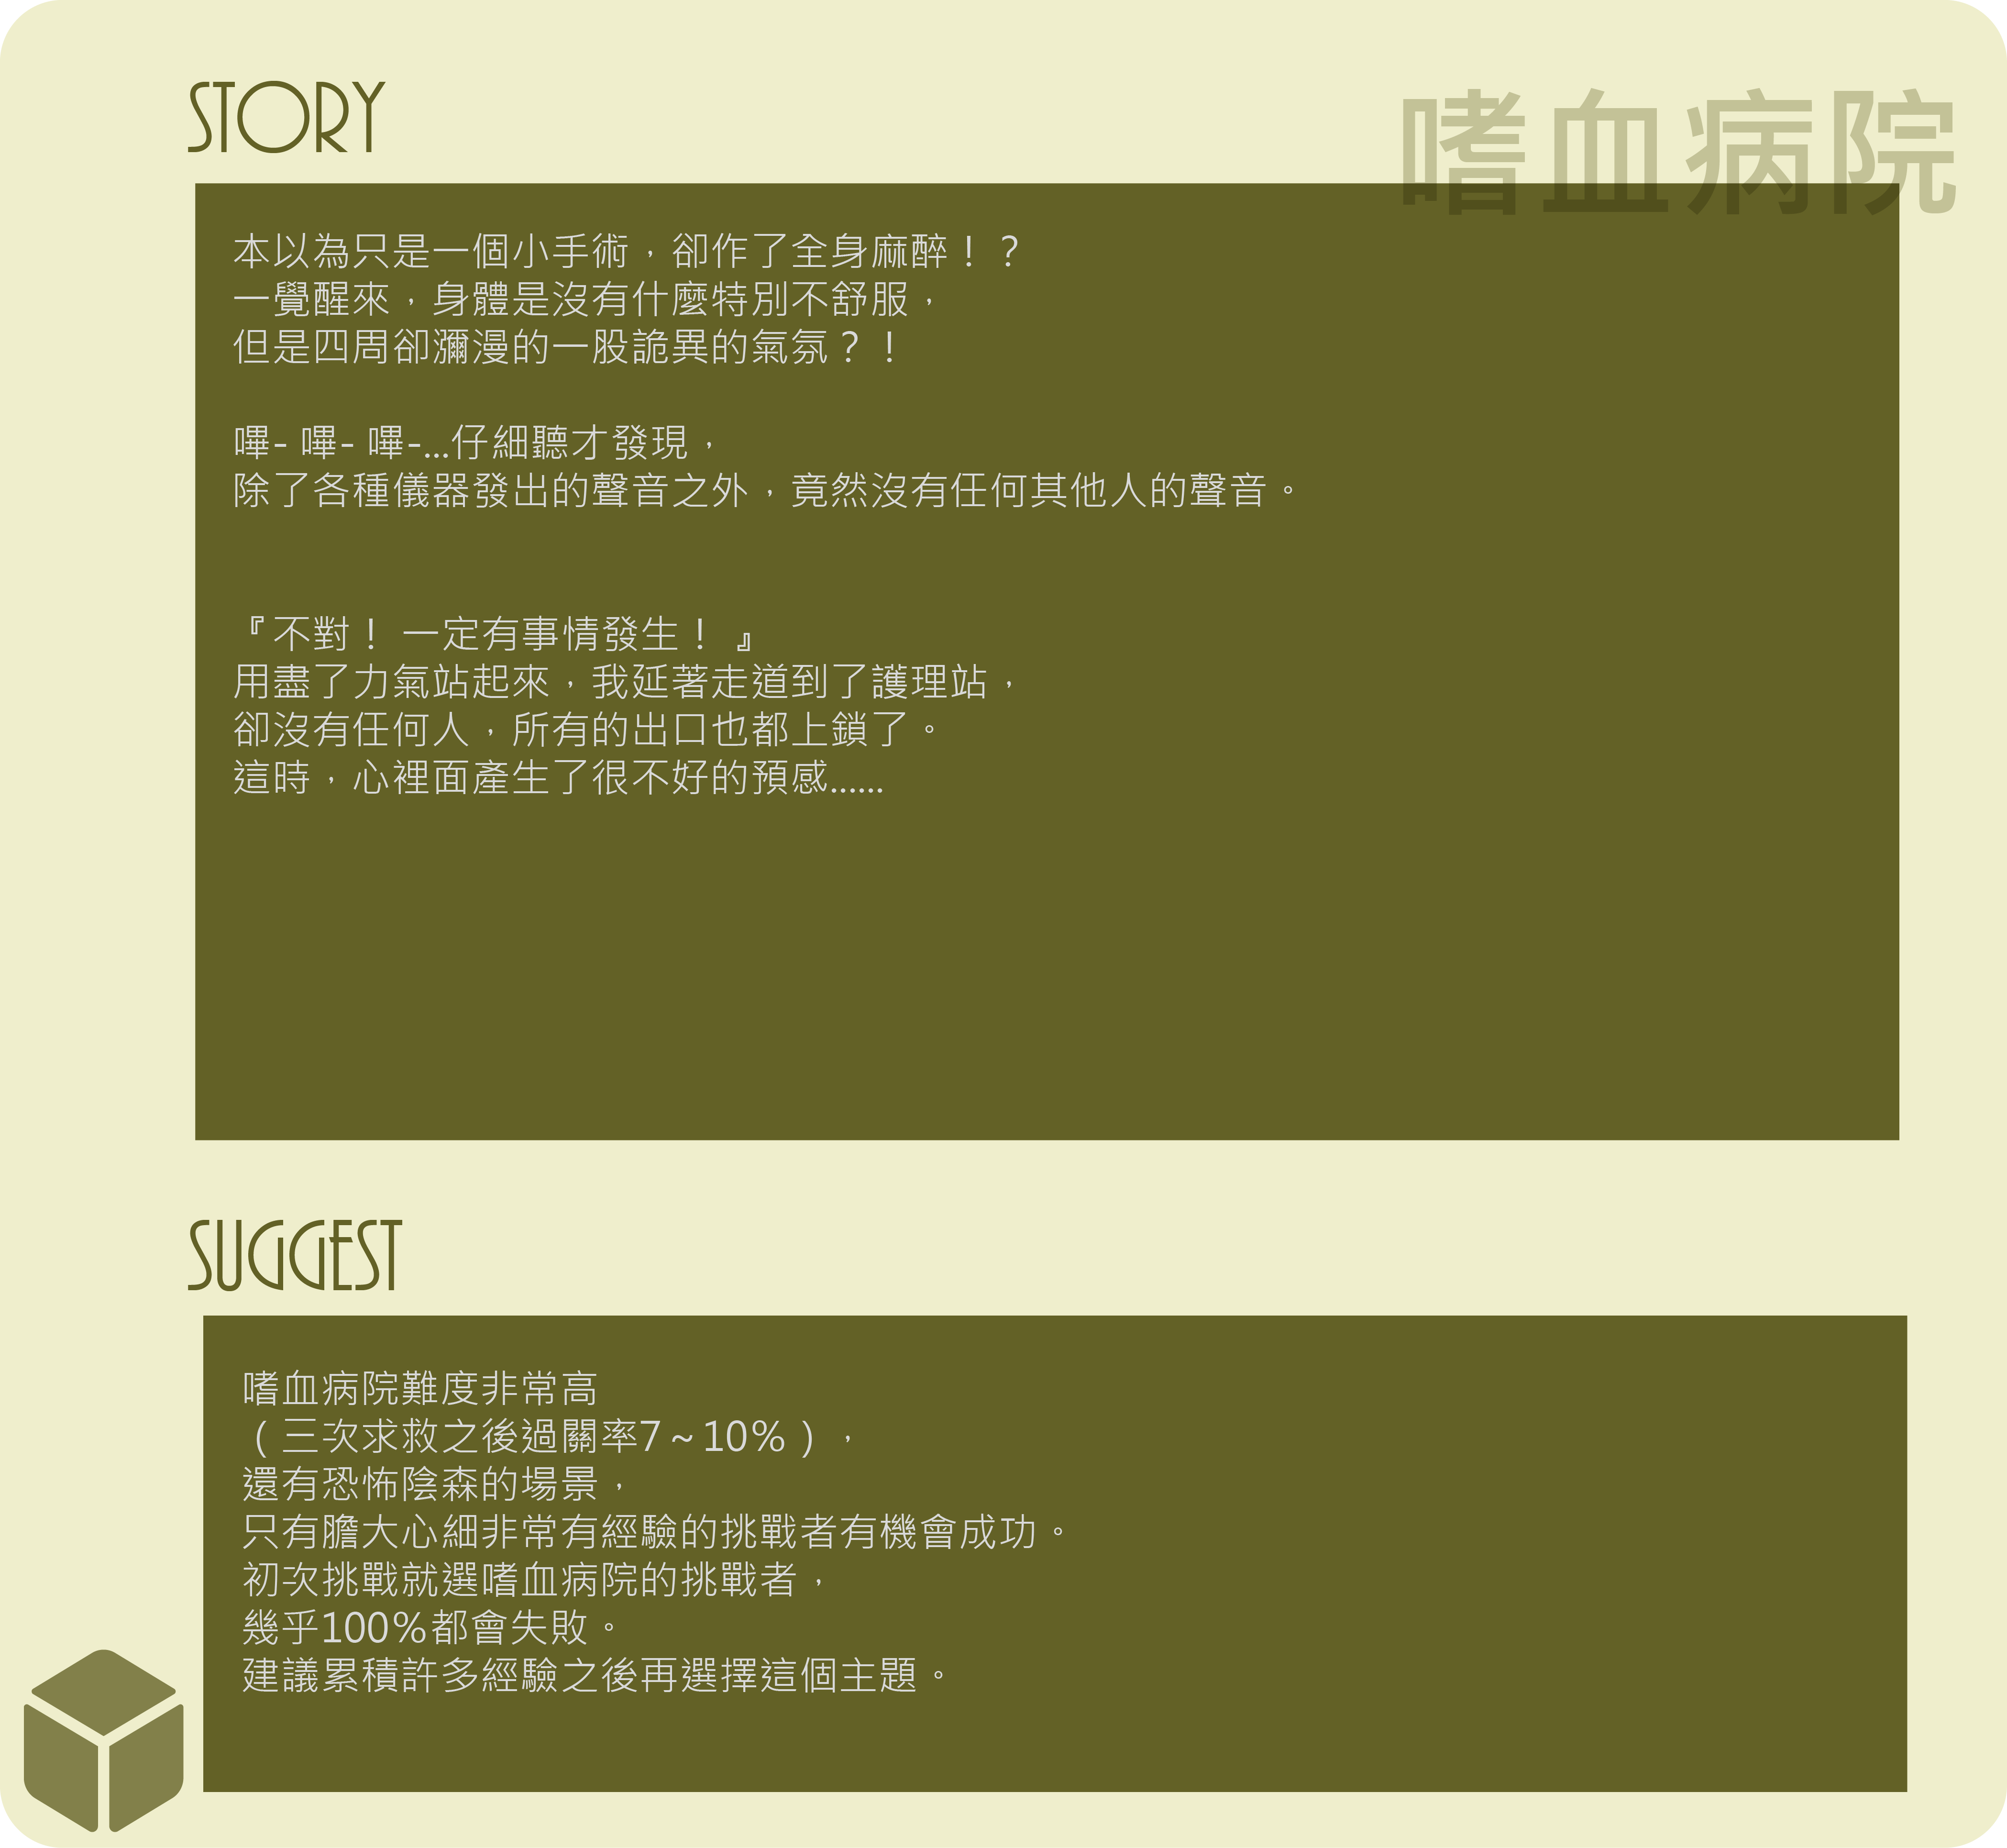 STORY
嗜血病院
本以為只是一個小手術，卻作了全身麻醉！？
一覺醒來，身體是沒有什麼特別不舒服，
但是四周卻瀰漫的一股詭異的氣氛？！
嗶- 嗶- 嗶-...仔細聽才發現，
除了各種儀器發出的聲音之外，竟然沒有任何其他人的聲音。
『不對！ 一定有事情發生！ 』
用盡了力氣站起來，我延著走道到了護理站，
卻沒有任何人，所有的出口也都上鎖了。
這時，心裡面產生了很不好的預感......
SUGGEST
嗜血病院難度非常高
（三次求救之後過關率7～10%），
還有恐怖陰森的場景，
只有膽大心細非常有經驗的挑戰者有機會成功。
初次挑戰就選嗜血病院的挑戰者，
幾乎100%都會失敗。
建議累積許多經驗之後再選擇這個主題。